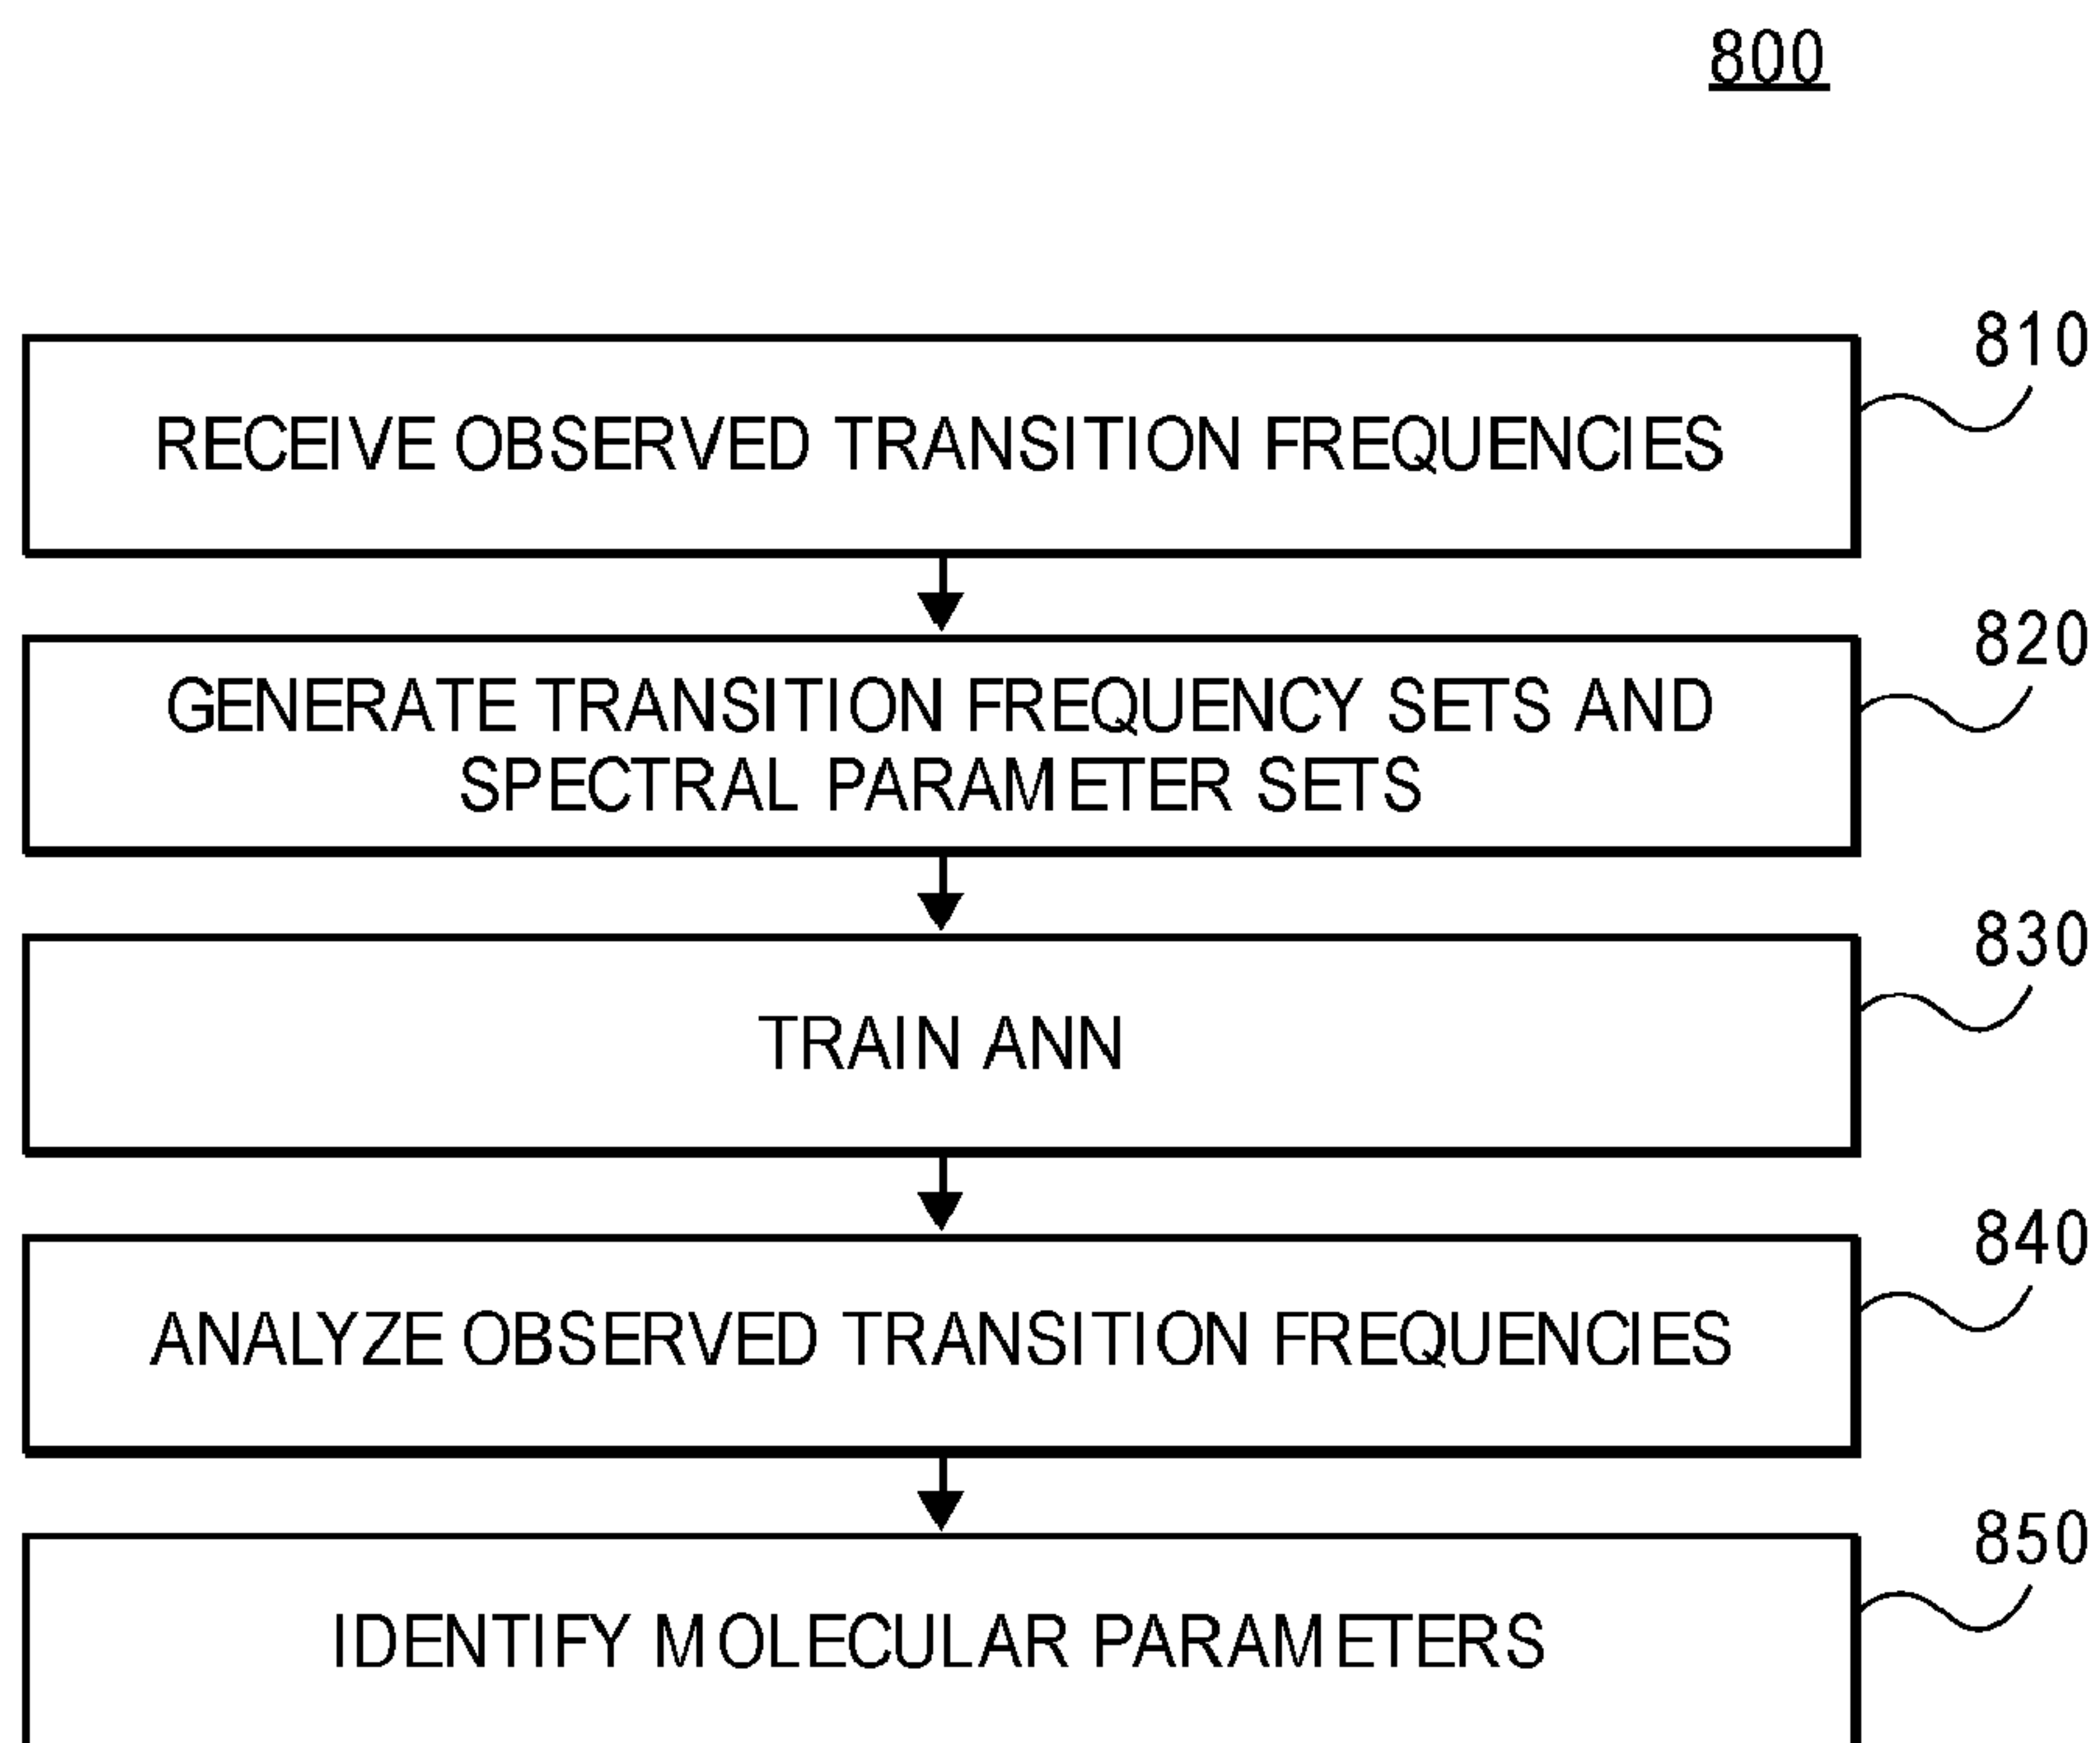 800
810
RECEIVE OBSERVED TRANSITION FREQUENCIES
820
GENERATE TRANSITION FREQUENCY SETS AND
SPECTRAL PARAMETER SETS
830
TRAIN ANN
840
ANALYZE OBSERVED TRANSITION FREQUENCIES
850
IDENTIFY MOLECULAR PARAMETERS